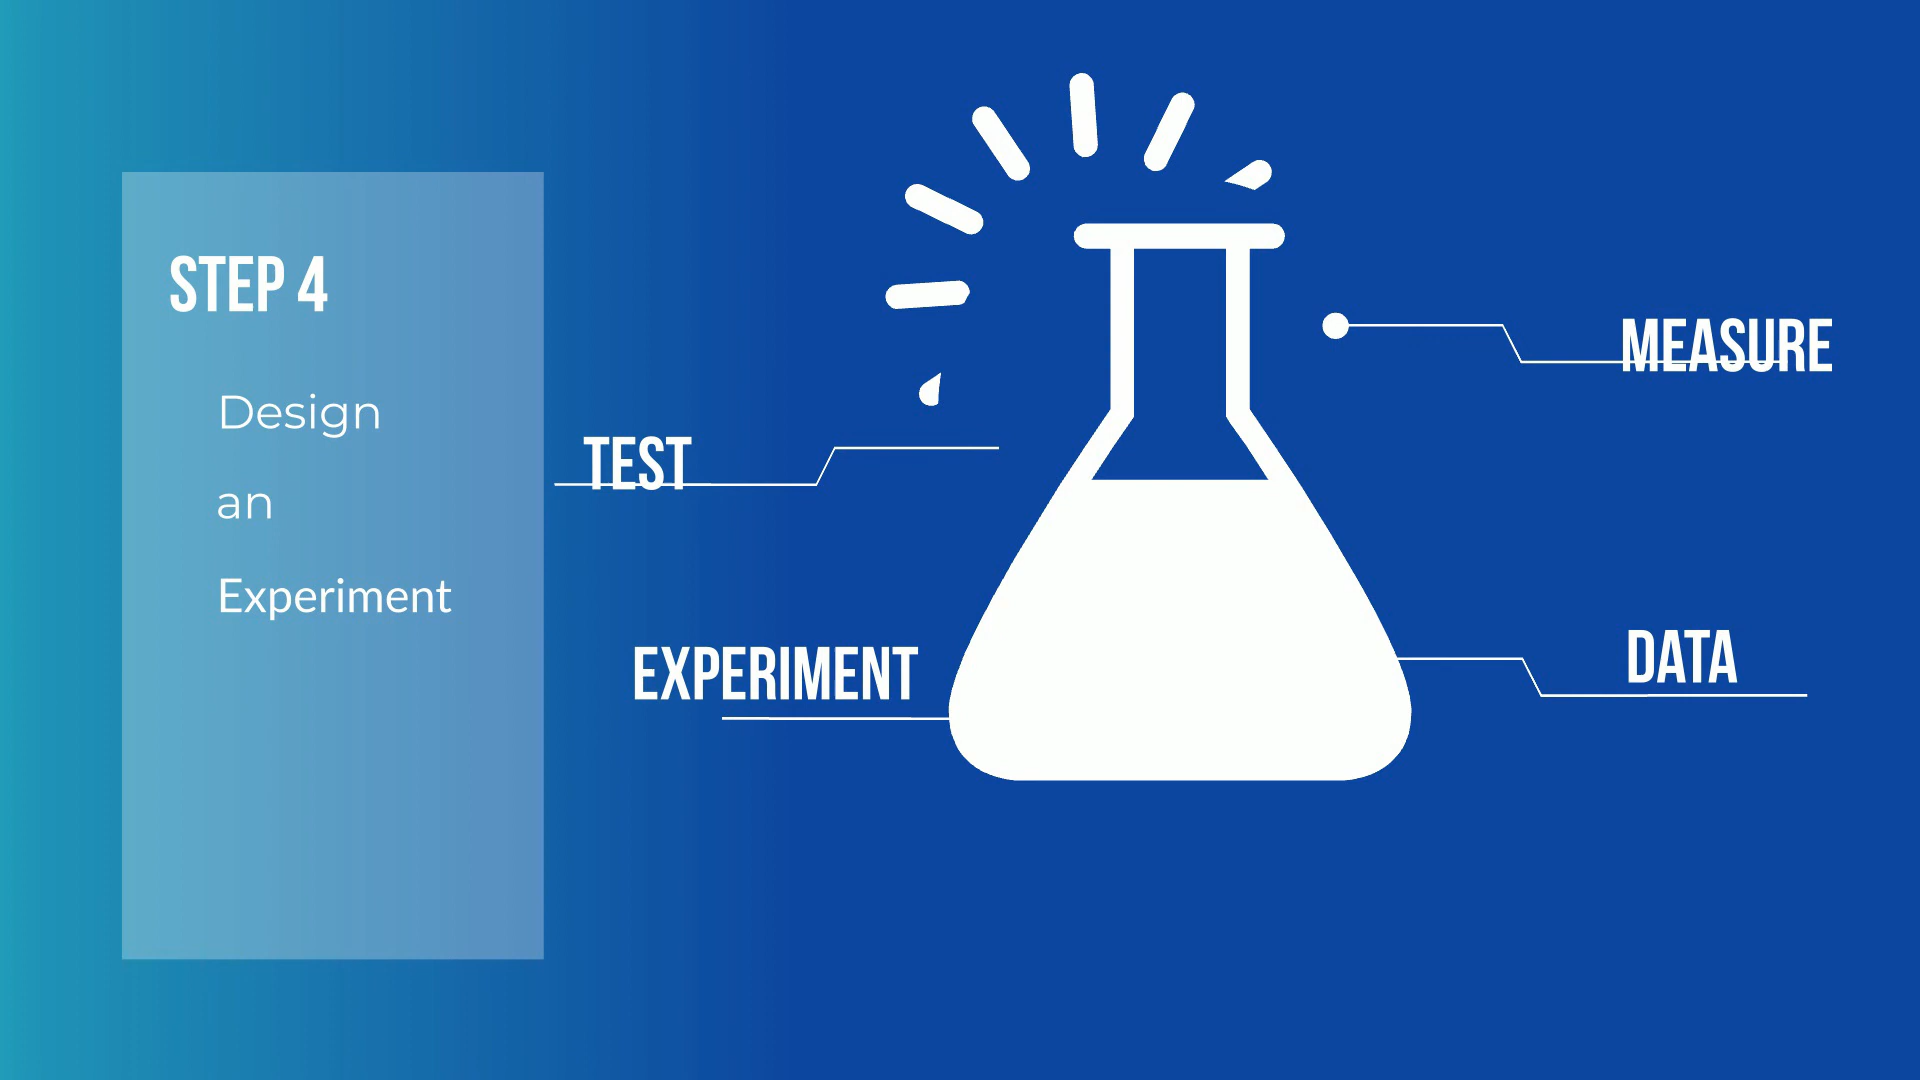 STEP 4
Design
an
Experiment
TEST
EXPERIMENT
MEASURE
DATA